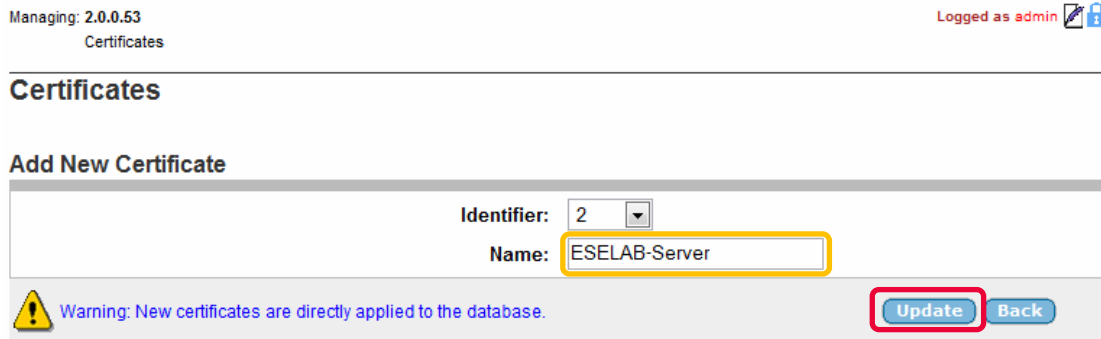 Managing: 2.0.0.53
Logged as admin
Certificates
Certificates
Add New Certificate
Identifier: 2
Name: ESELAB-Server
Warning: New certificates are directly applied to the database.
Update Back